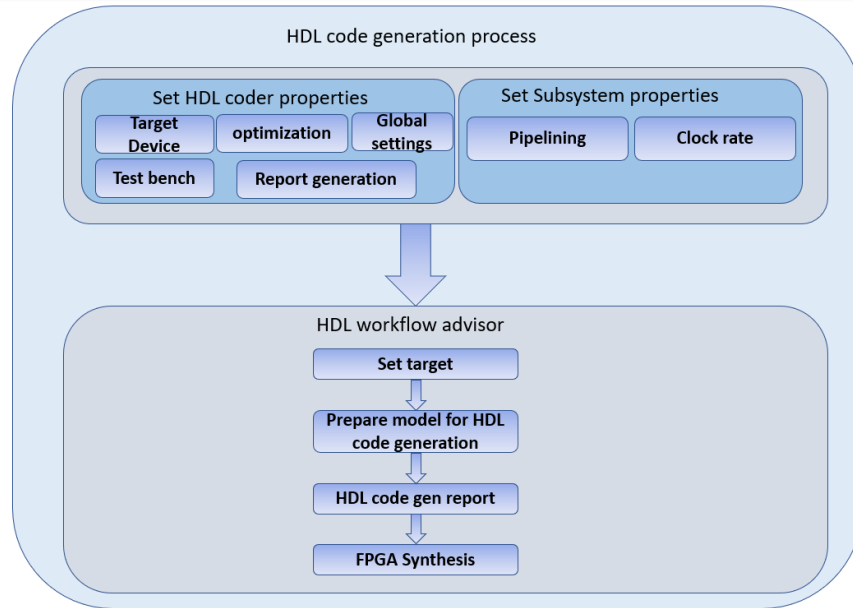 HDL code generation process
Set HDL coder properties
Set Subsystem properties
Target
Device
optimization
Global
settings
Pipelining
Clock rate
Test bench
Report generation
HDL workflow advisor
Set target
Prepare model for HDL
code generation
HDL code gen report
FPGA Synthesis